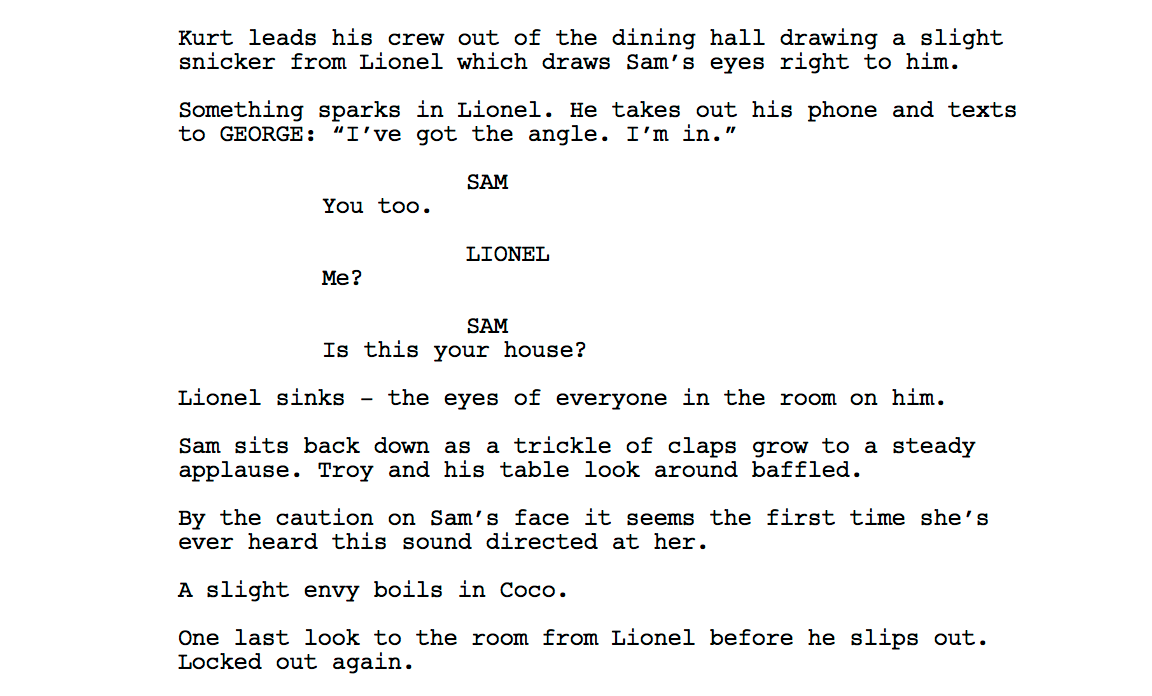 Kurt leads his crew out of the dining hall drawing a slight
snicker from Lionel which draws Sam’s eyes right to him.
Something sparks in Lionel. He takes out his phone and texts
to GEORGE: “I’ve got the angle. I’m in.”
SAM
You too.
LIONEL
Me?
SAM
Is this your house?
Lionel sinks – the eyes of everyone in the room on him.
Sam sits back down as a trickle of claps grow to a steady
applause. Troy and his table look around baffled.
By the caution on Sam’s face it seems the first time she’s
ever heard this sound directed at her.
A slight envy boils in Coco.
One last look to the room from Lionel before he slips out.
Locked out again.